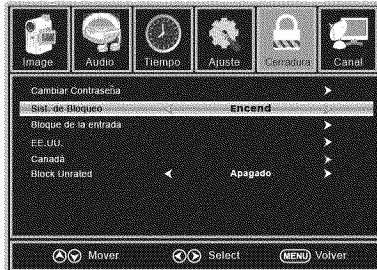 Image Audio Tiempo Ajuste Cerradura Canal
Cambiar Contraseña
Sist. de Bloqueo Encend
Bloque de la entrada
EE.UU.
Canadá
Block Unrated Apagado
Mover Select MENU Volver